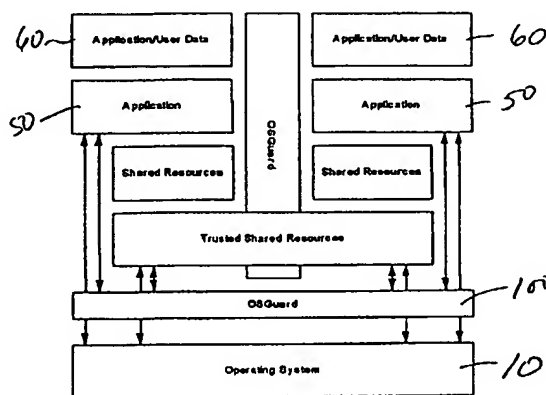 60 Application/User Data Application/User Data 60
50 Application Application 50
OSGuard
Shared Resources Shared Resources
Trusted Shared Resources
OSGuard 100
Operating System 10